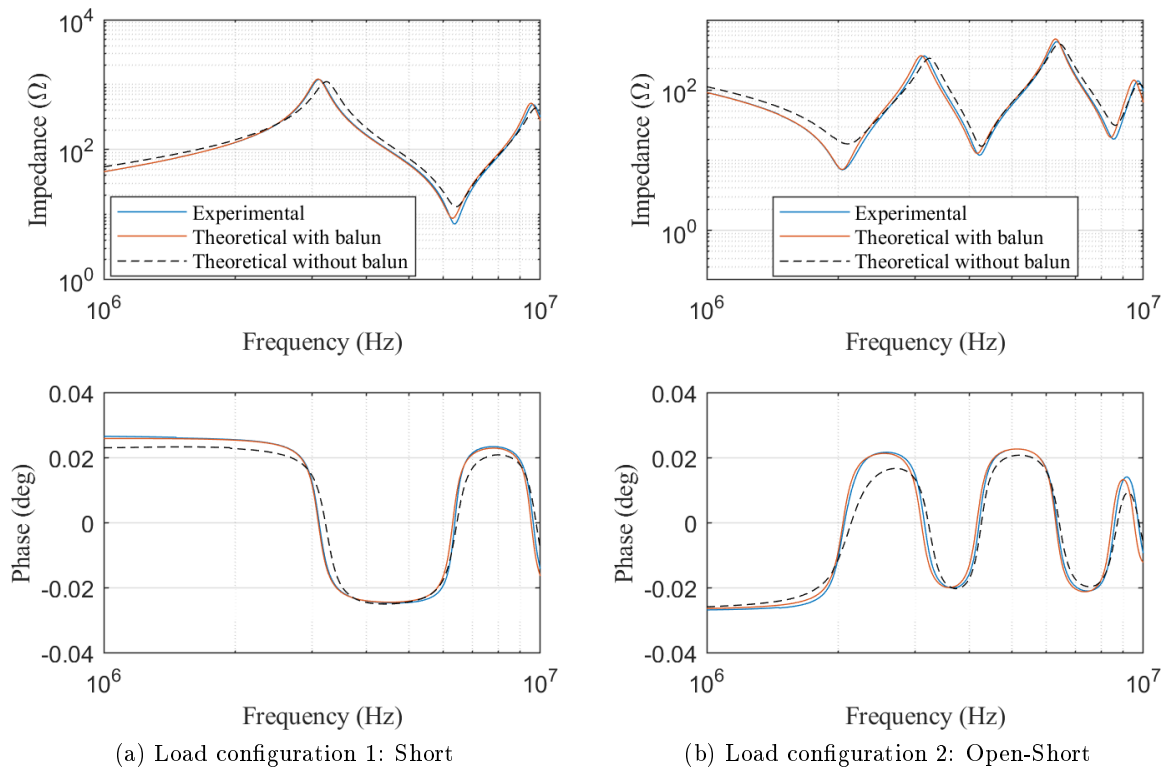 10^4
10^2
10^0
Impedance (Ω)
Experimental
Theoretical with balun
Theoretical without balun
10^6
10^7
Frequency (Hz)
10^2
10^0
Impedance (Ω)
Experimental
Theoretical with balun
Theoretical without balun
10^6
10^7
Frequency (Hz)
0.04
0.02
0
-0.02
-0.04
Phase (deg)
10^6
10^7
Frequency (Hz)
0.04
0.02
0
-0.02
-0.04
Phase (deg)
10^6
10^7
Frequency (Hz)
(a) Load configuration 1: Short
(b) Load configuration 2: Open-Short